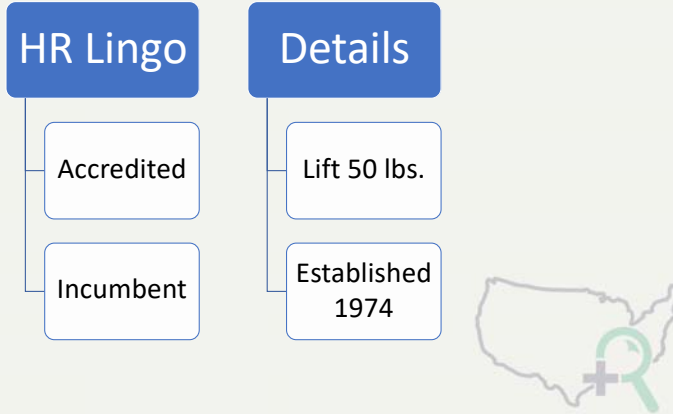 HR Lingo
Accredited
Incumbent
Details
Lift 50 lbs.
Established
1974